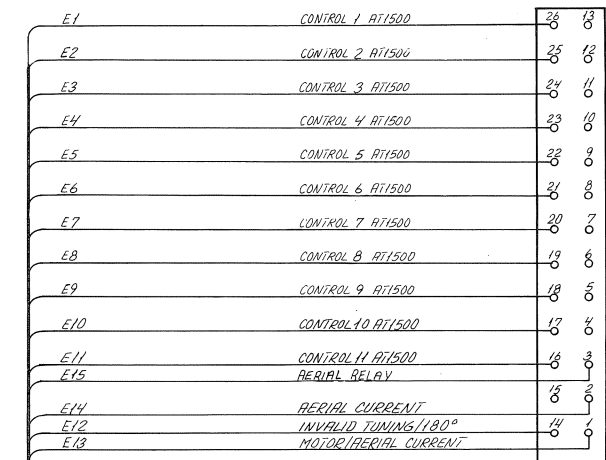 E1 CONTROL 1 AT1500 26 13
E2 CONTROL 2 AT1500 25 12
E3 CONTROL 3 AT1500 24 11
E4 CONTROL 4 AT1500 23 10
E5 CONTROL 5 AT1500 22 9
E6 CONTROL 6 AT1500 21 8
E7 CONTROL 7 AT1500 20 7
E8 CONTROL 8 AT1500 19 6
E9 CONTROL 9 AT1500 18 5
E10 CONTROL 10 AT1500 17 4
E11 CONTROL 11 AT1500 16 3
E15 AERIAL RELAY
15 2
E14 AERIAL CURRENT
E12 INVALID TUNING/180° 14 1
E13 MOTOR/AERIAL CURRENT